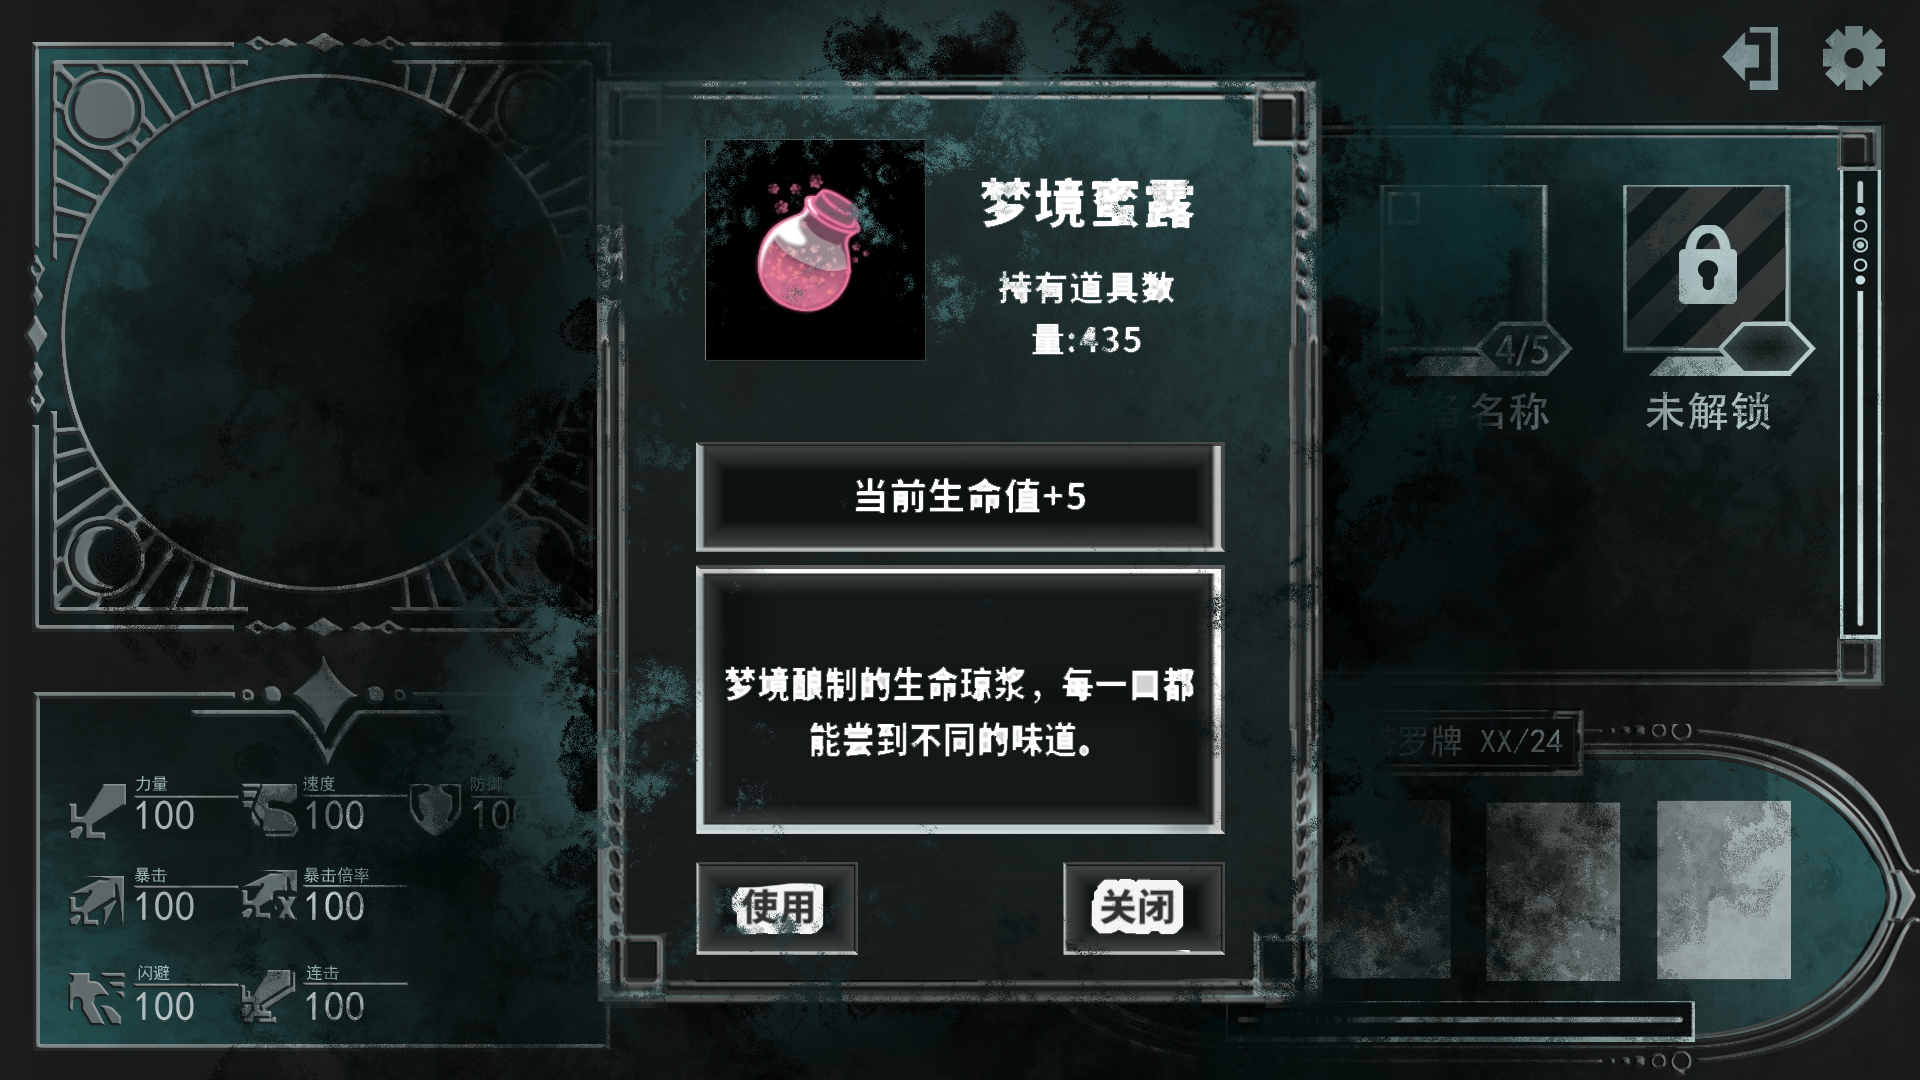 梦境蜜露
持有道具数
量:435
当前生命值+5
梦境酿制的生命琼浆，每一口都
能尝到不同的味道。
使用
关闭
4/5
名称
未解锁
力量
100
速度
100
防御
100
暴击
100
暴击倍率
100
闪避
100
连击
100
塔罗牌 XX/24